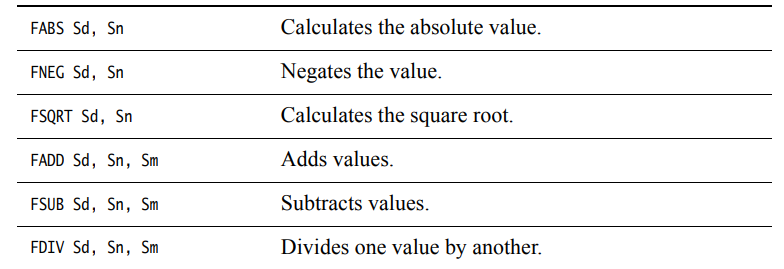 FABS Sd, Sn Calculates the absolute value.
FNEG Sd, Sn Negates the value.
FSQRT Sd, Sn Calculates the square root.
FADD Sd, Sn, Sm Adds values.
FSUB Sd, Sn, Sm Subtracts values.
FDIV Sd, Sn, Sm Divides one value by another.